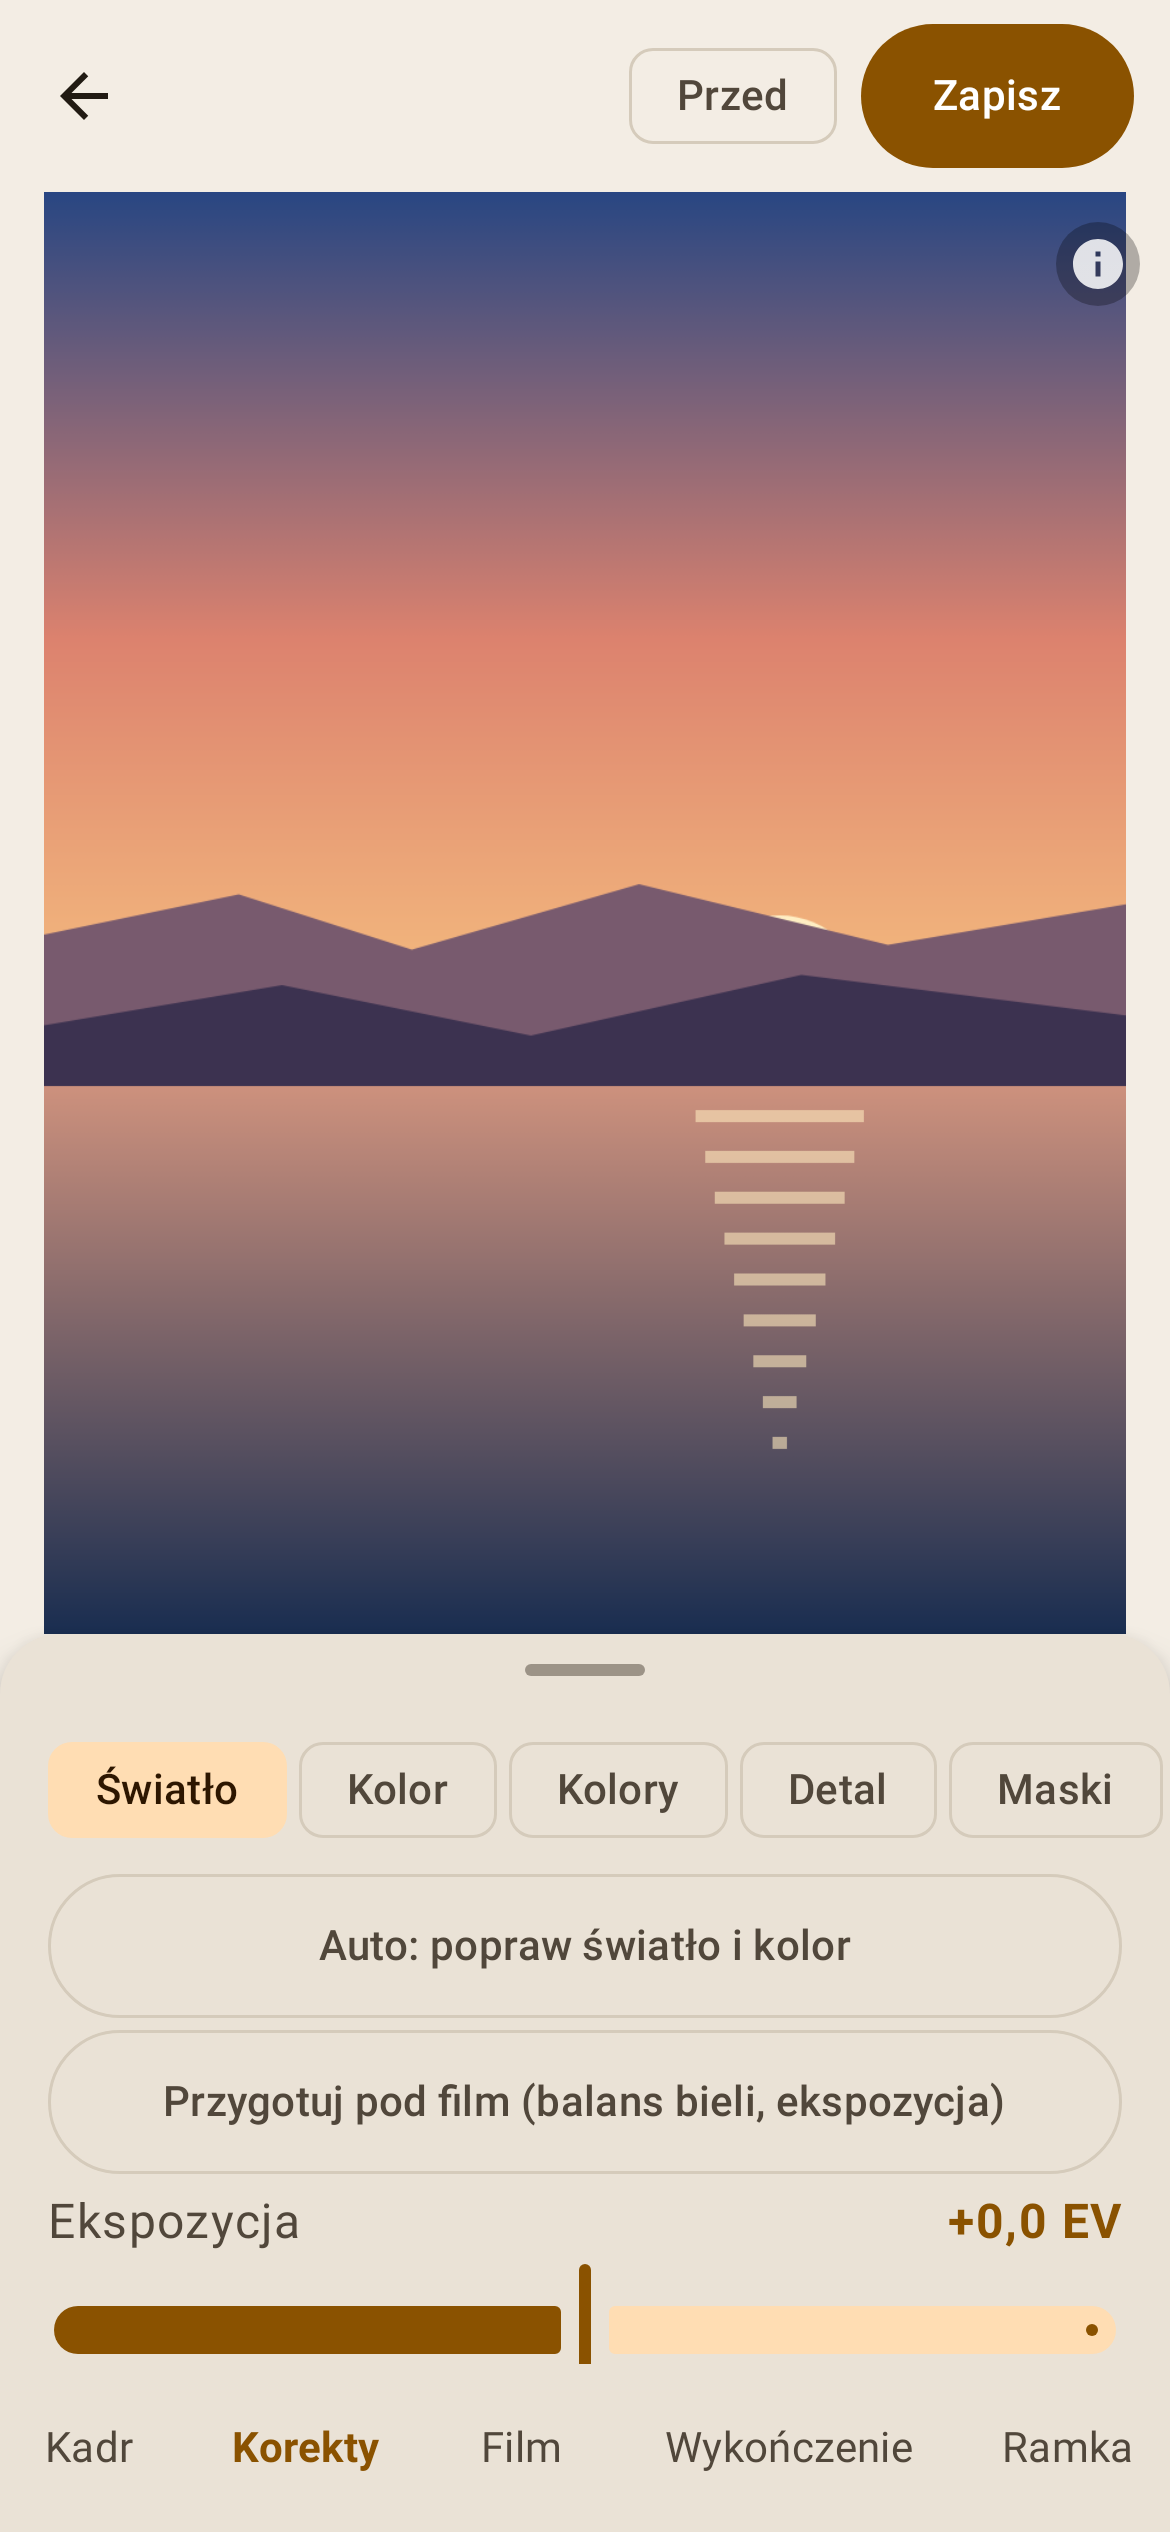 Przed
Zapisz
Światło
Kolor
Kolory
Detal
Maski
Auto: popraw światło i kolor
Przygotuj pod film (balans bieli, ekspozycja)
Ekspozycja
+0,0 EV
Kadr
Korekty
Film
Wykończenie
Ramka